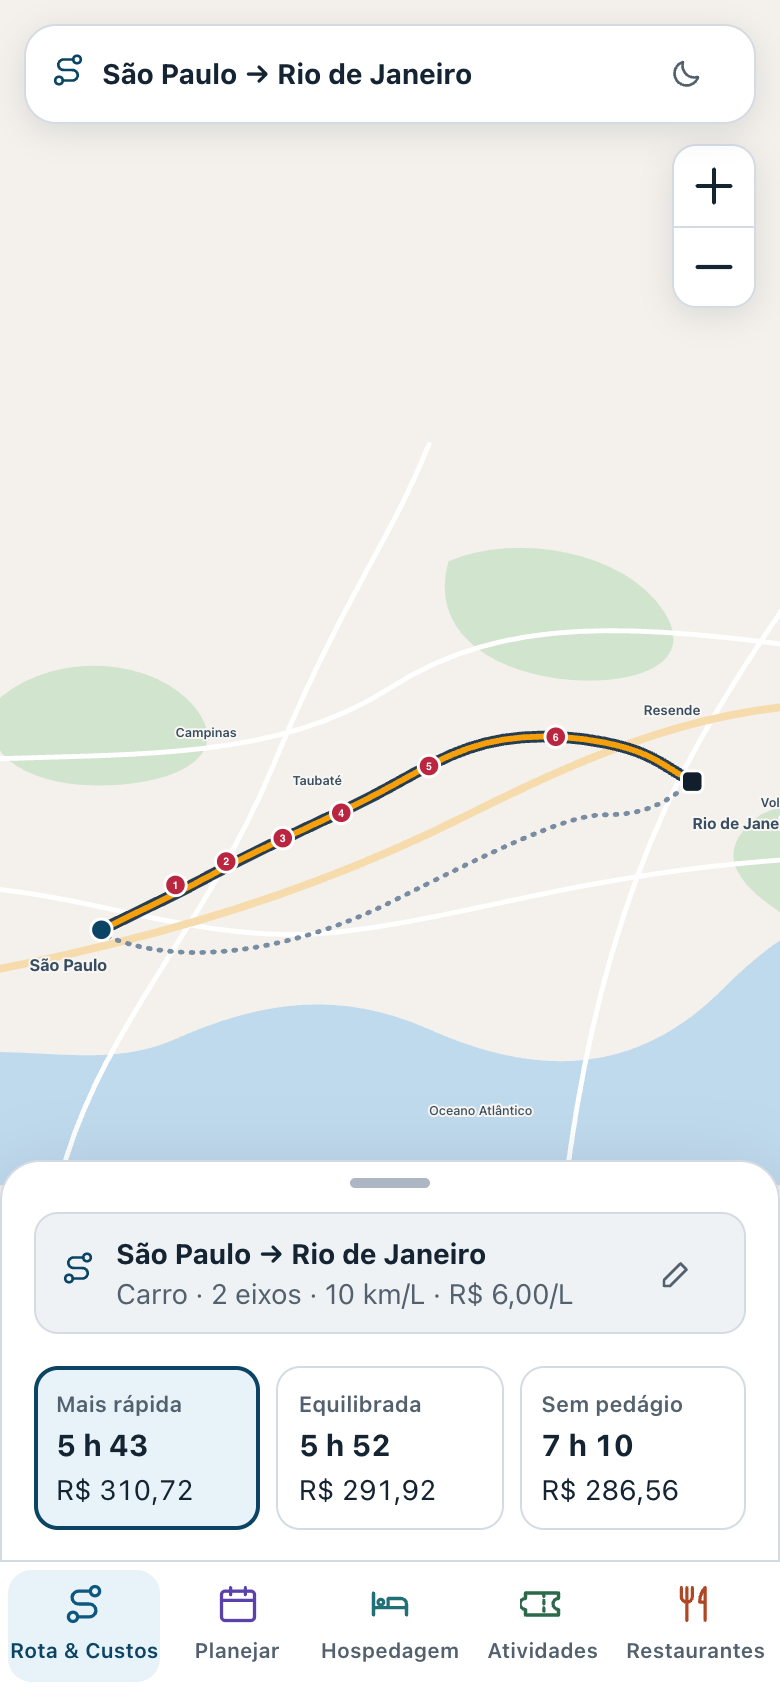 São Paulo → Rio de Janeiro
Resende
Campinas
Taubaté
Vol
Rio de Jane
6
5
4
3
2
1
São Paulo
Oceano Atlântico
São Paulo → Rio de Janeiro
Carro · 2 eixos · 10 km/L · R$ 6,00/L
Mais rápida
5 h 43
R$ 310,72
Equilibrada
5 h 52
R$ 291,92
Sem pedágio
7 h 10
R$ 286,56
Rota & Custos
Planejar
Hospedagem
Atividades
Restaurantes